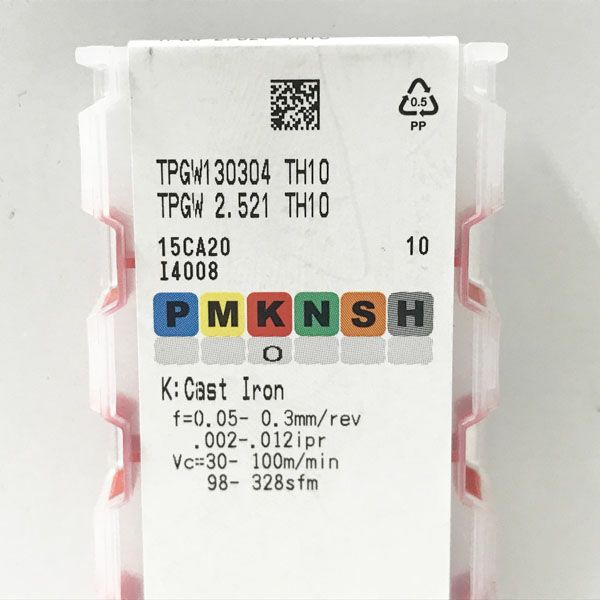 0.5
PP
TPGW130304 TH10
TPGW 2.521 TH10
15CA20 10
I4008
P M K N S H
O
K:Cast Iron
f=0.05- 0.3mm/rev
.002-.012ipr
Vc=30- 100m/min
98- 328sfm